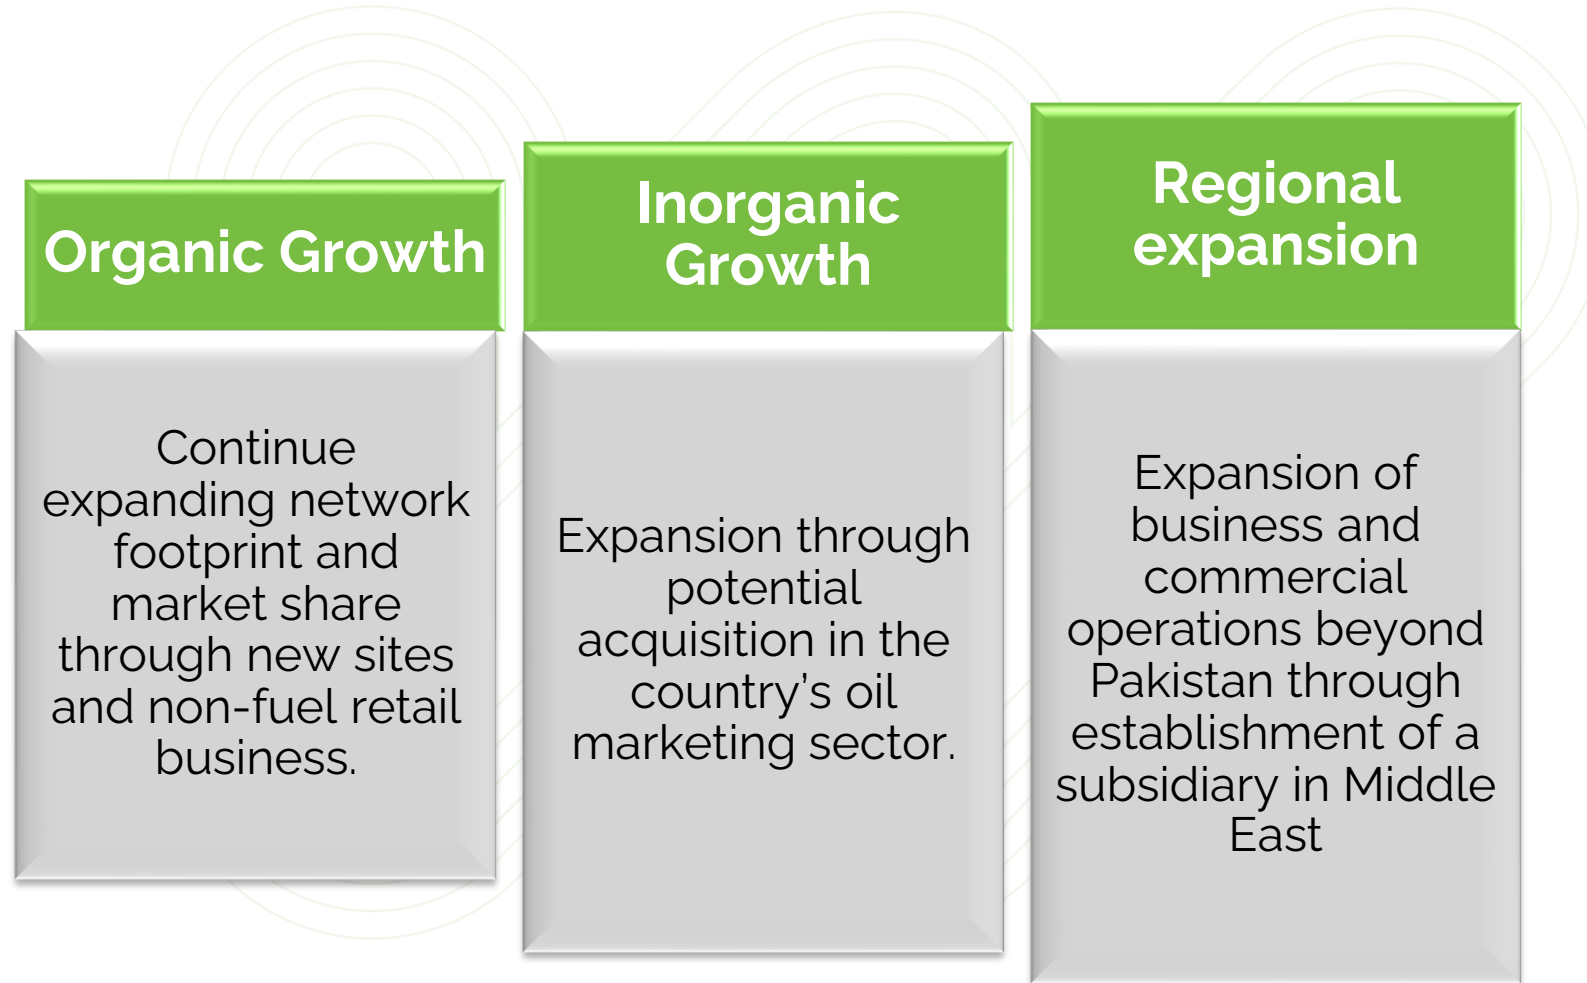 Organic Growth
Continue
expanding network
footprint and
market share
through new sites
and non-fuel retail
business.
Inorganic
Growth
Expansion through
potential
acquisition in the
country’s oil
marketing sector.
Regional
expansion
Expansion of
business and
commercial
operations beyond
Pakistan through
establishment of a
subsidiary in Middle
East